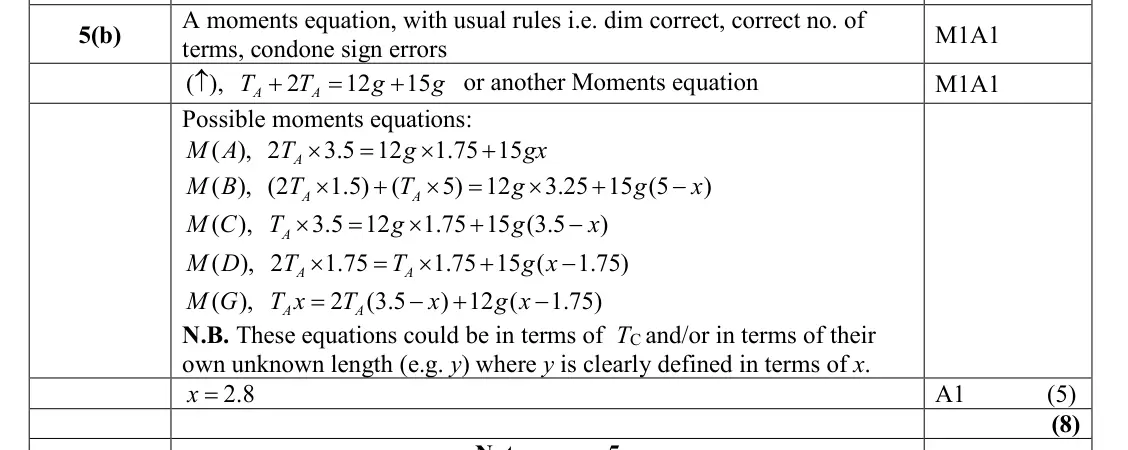 5(b) A moments equation, with usual rules i.e. dim correct, correct no. of M1A1
terms, condone sign errors
(↑), T_A + 2T_A = 12g + 15g or another Moments equation M1A1
Possible moments equations:
M(A), 2T_A × 3.5 = 12g × 1.75 + 15gx
M(B), (2T_A × 1.5) + (T_A × 5) = 12g × 3.25 + 15g(5 − x)
M(C), T_A × 3.5 = 12g × 1.75 + 15g(3.5 − x)
M(D), 2T_A × 1.75 = T_A × 1.75 + 15g(x − 1.75)
M(G), T_A x = 2T_A(3.5 − x) + 12g(x − 1.75)
N.B. These equations could be in terms of T_C and/or in terms of their
own unknown length (e.g. y) where y is clearly defined in terms of x.
x = 2.8 A1 (5)
(8)